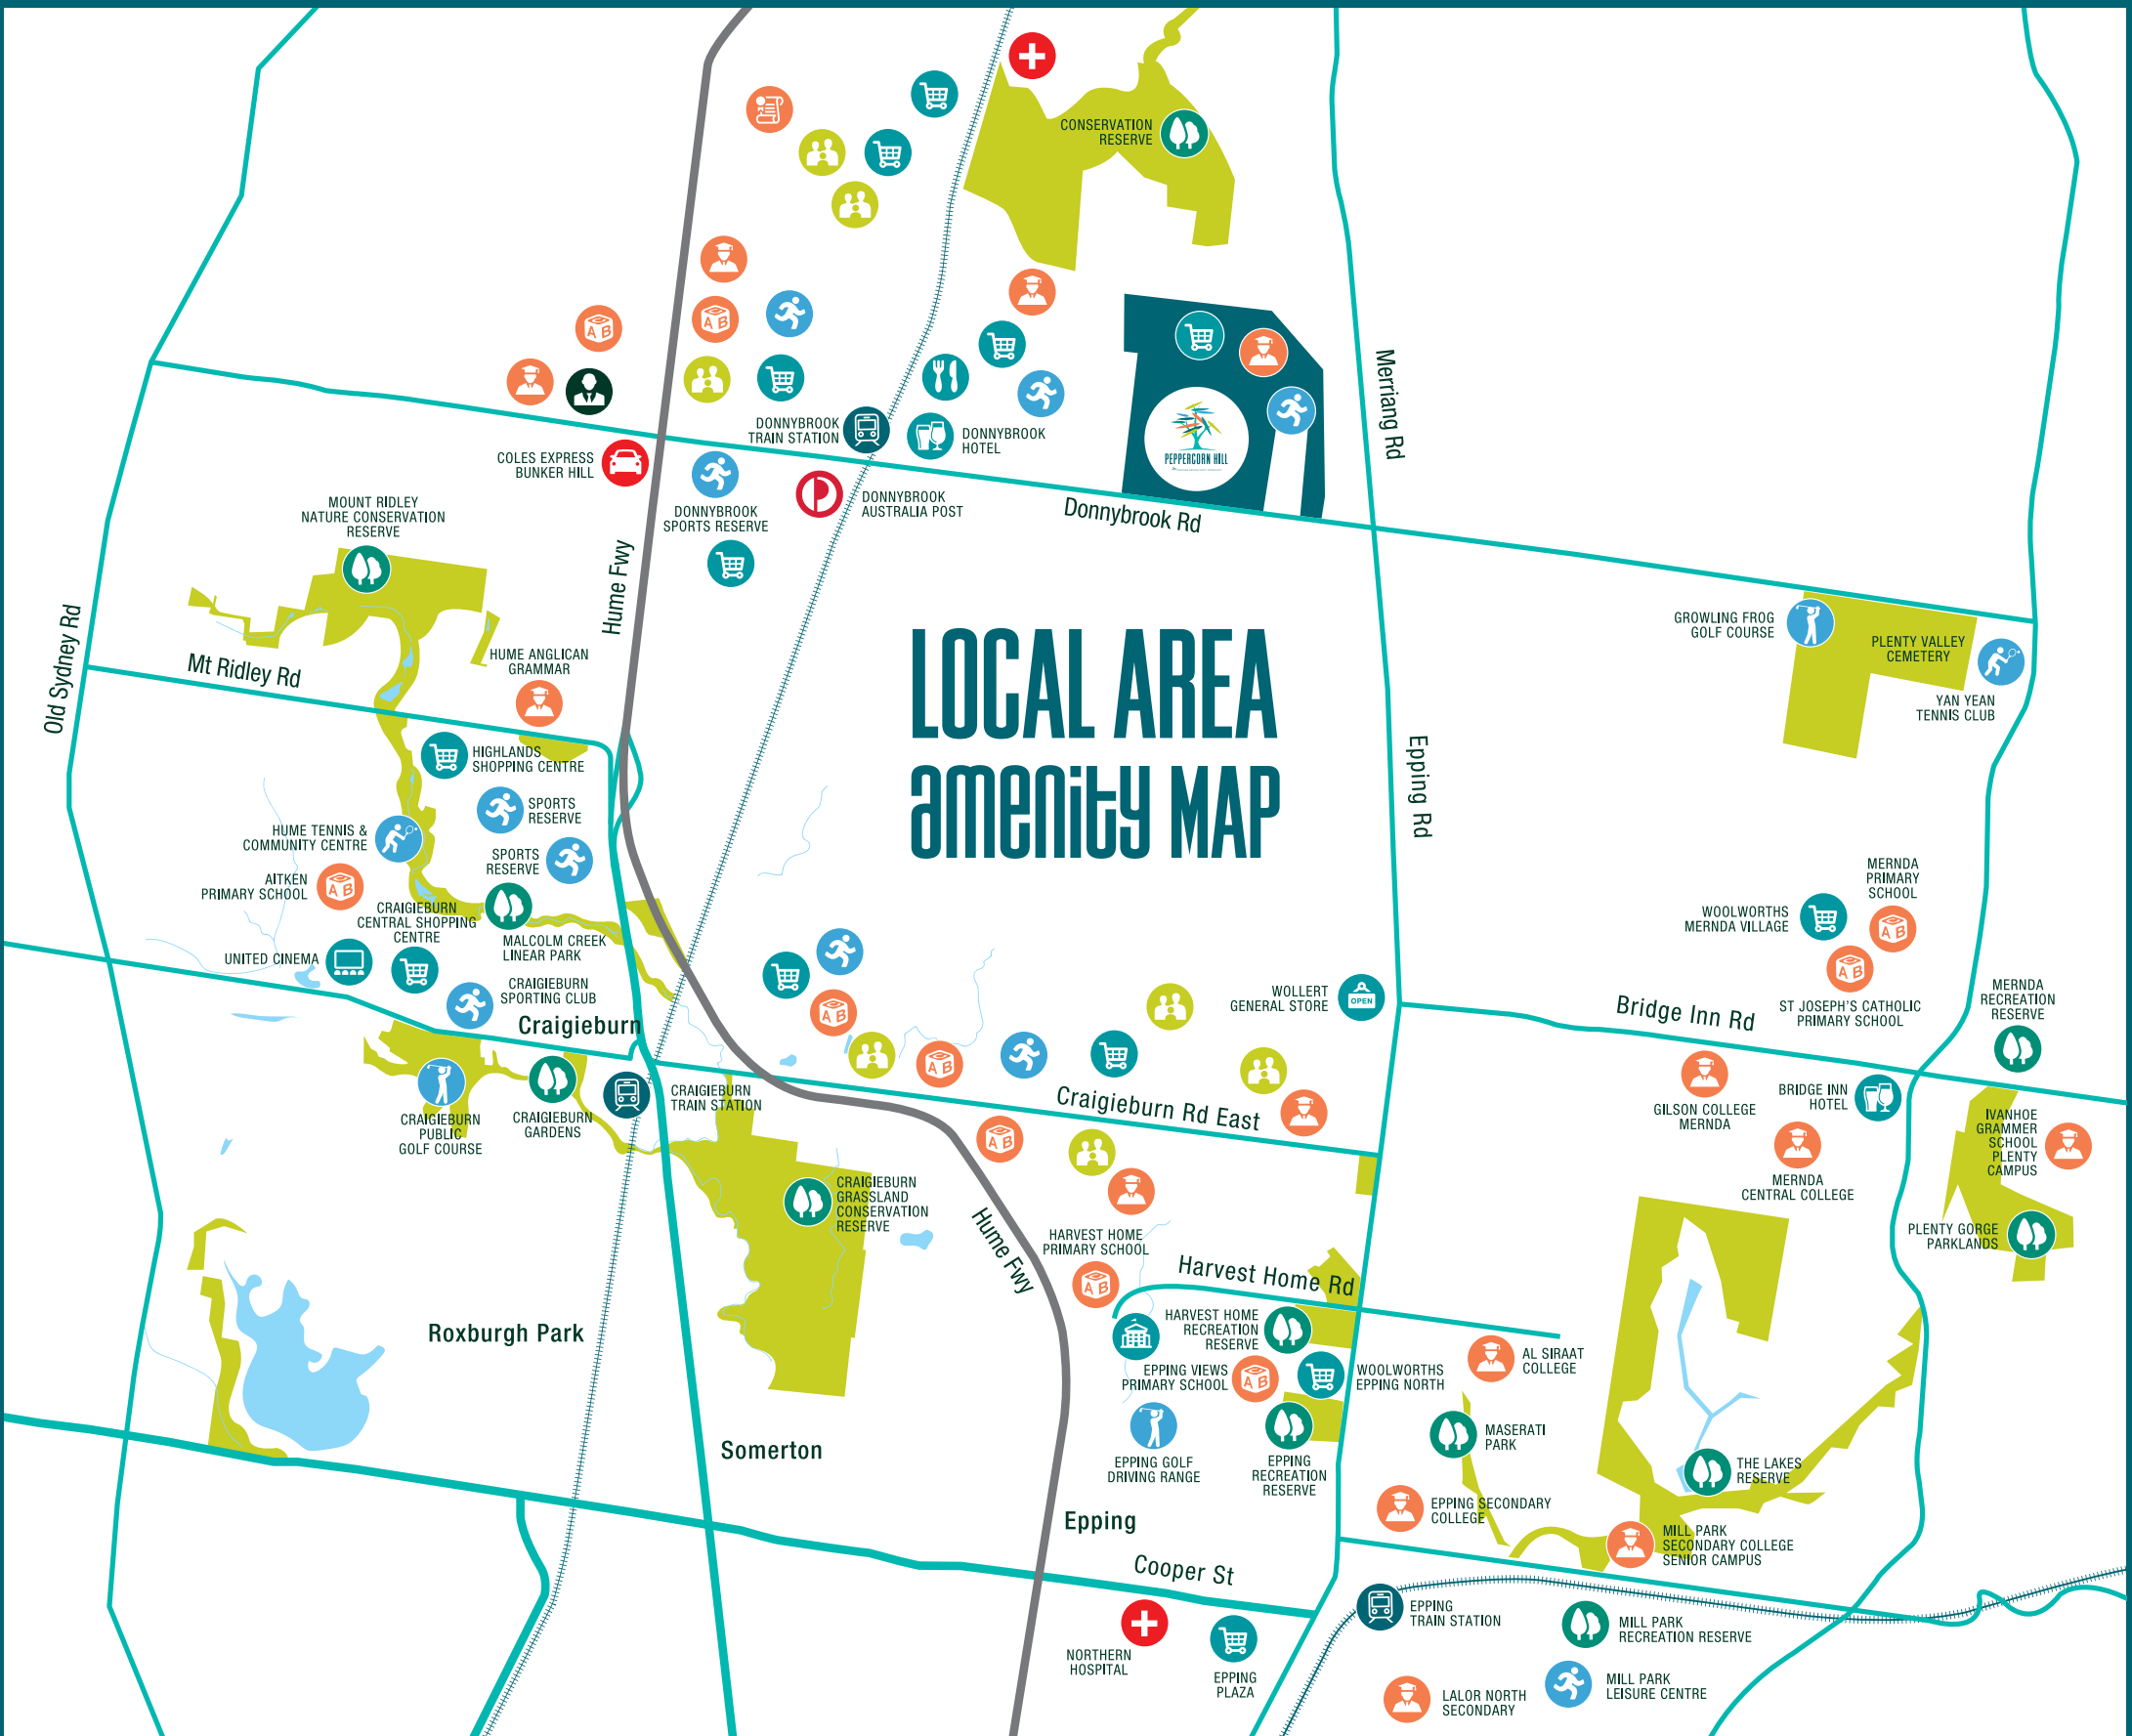 CONSERVATION
RESERVE
DONNYBROOK
TRAIN STATION
DONNYBROOK
HOTEL
PEPPERCORN HILL
Merriang Rd
COLES EXPRESS
BUNKER HILL
DONNYBROOK
SPORTS RESERVE
DONNYBROOK
AUSTRALIA POST
Donnybrook Rd
MOUNT RIDLEY
NATURE CONSERVATION
RESERVE
Hume Fwy
Old Sydney Rd
Mt Ridley Rd
HUME ANGLICAN
GRAMMAR
LOCAL AREA
amenity MAP
GROWLING FROG
GOLF COURSE
PLENTY VALLEY
CEMETERY
YAN YEAN
TENNIS CLUB
Epping Rd
HIGHLANDS
SHOPPING CENTRE
SPORTS
RESERVE
HUME TENNIS &
COMMUNITY CENTRE
SPORTS
RESERVE
AITKEN
PRIMARY SCHOOL
CRAIGIEBURN
CENTRAL SHOPPING
CENTRE
MALCOLM CREEK
LINEAR PARK
UNITED CINEMA
CRAIGIEBURN
SPORTING CLUB
Craigieburn
MERNDA
PRIMARY
SCHOOL
WOOLWORTHS
MERNDA VILLAGE
ST JOSEPH'S CATHOLIC
PRIMARY SCHOOL
MERNDA
RECREATION
RESERVE
WOLLERT
GENERAL STORE
OPEN
Bridge Inn Rd
CRAIGIEBURN
PUBLIC
GOLF COURSE
CRAIGIEBURN
GARDENS
CRAIGIEBURN
TRAIN STATION
Craigieburn Rd East
GILSON COLLEGE
MERNDA
BRIDGE INN
HOTEL
IVANHOE
GRAMMER
SCHOOL
PLENTY
CAMPUS
MERNDA
CENTRAL COLLEGE
PLENTY GORGE
PARKLANDS
CRAIGIEBURN
GRASSLAND
CONSERVATION
RESERVE
Hume Fwy
HARVEST HOME
PRIMARY SCHOOL
Harvest Home Rd
HARVEST HOME
RECREATION
RESERVE
EPPING VIEWS
PRIMARY SCHOOL
WOOLWORTHS
EPPING NORTH
AL SIRAAT
COLLEGE
Roxburgh Park
Somerton
EPPING GOLF
DRIVING RANGE
EPPING
RECREATION
RESERVE
MASERATI
PARK
THE LAKES
RESERVE
EPPING SECONDARY
COLLEGE
MILL PARK
SECONDARY COLLEGE
SENIOR CAMPUS
Epping
Cooper St
NORTHERN
HOSPITAL
EPPING
PLAZA
EPPING
TRAIN STATION
MILL PARK
RECREATION RESERVE
LALOR NORTH
SECONDARY
MILL PARK
LEISURE CENTRE
A B
A B
A B
A B
A B
A B
A B
A B
A B
A B
A B